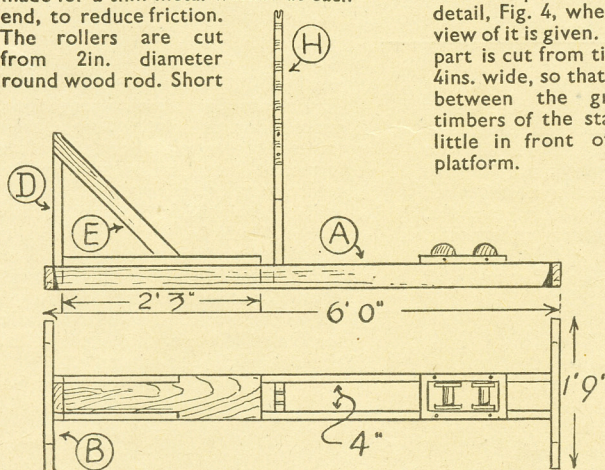 end, to reduce friction.
The rollers are cut
from 2in. diameter
round wood rod. Short
detail, Fig. 4, whe
view of it is given.
part is cut from ti
4ins. wide, so that
between the gr
timbers of the sta
little in front o
platform.
H
D
E
A
2' 3"
6' 0"
1' 9"
4"
B